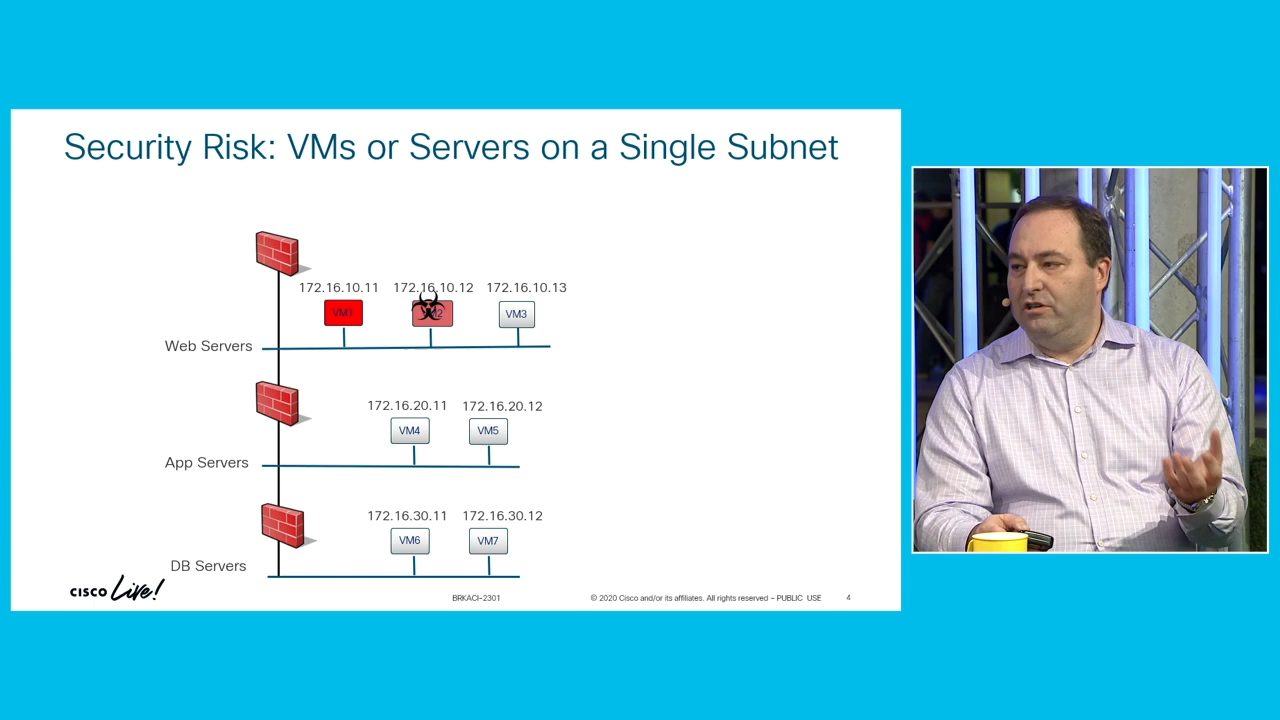 Security Risk: VMs or Servers on a Single Subnet
172.16.10.11 172.16.10.12 172.16.10.13
VM1 VM2 VM3
Web Servers
172.16.20.11 172.16.20.12
VM4 VM5
App Servers
172.16.30.11 172.16.30.12
VM6 VM7
DB Servers
CISCO Live!
BRKACI-2301
© 2020 Cisco and/or its affiliates. All rights reserved - PUBLIC USE
4